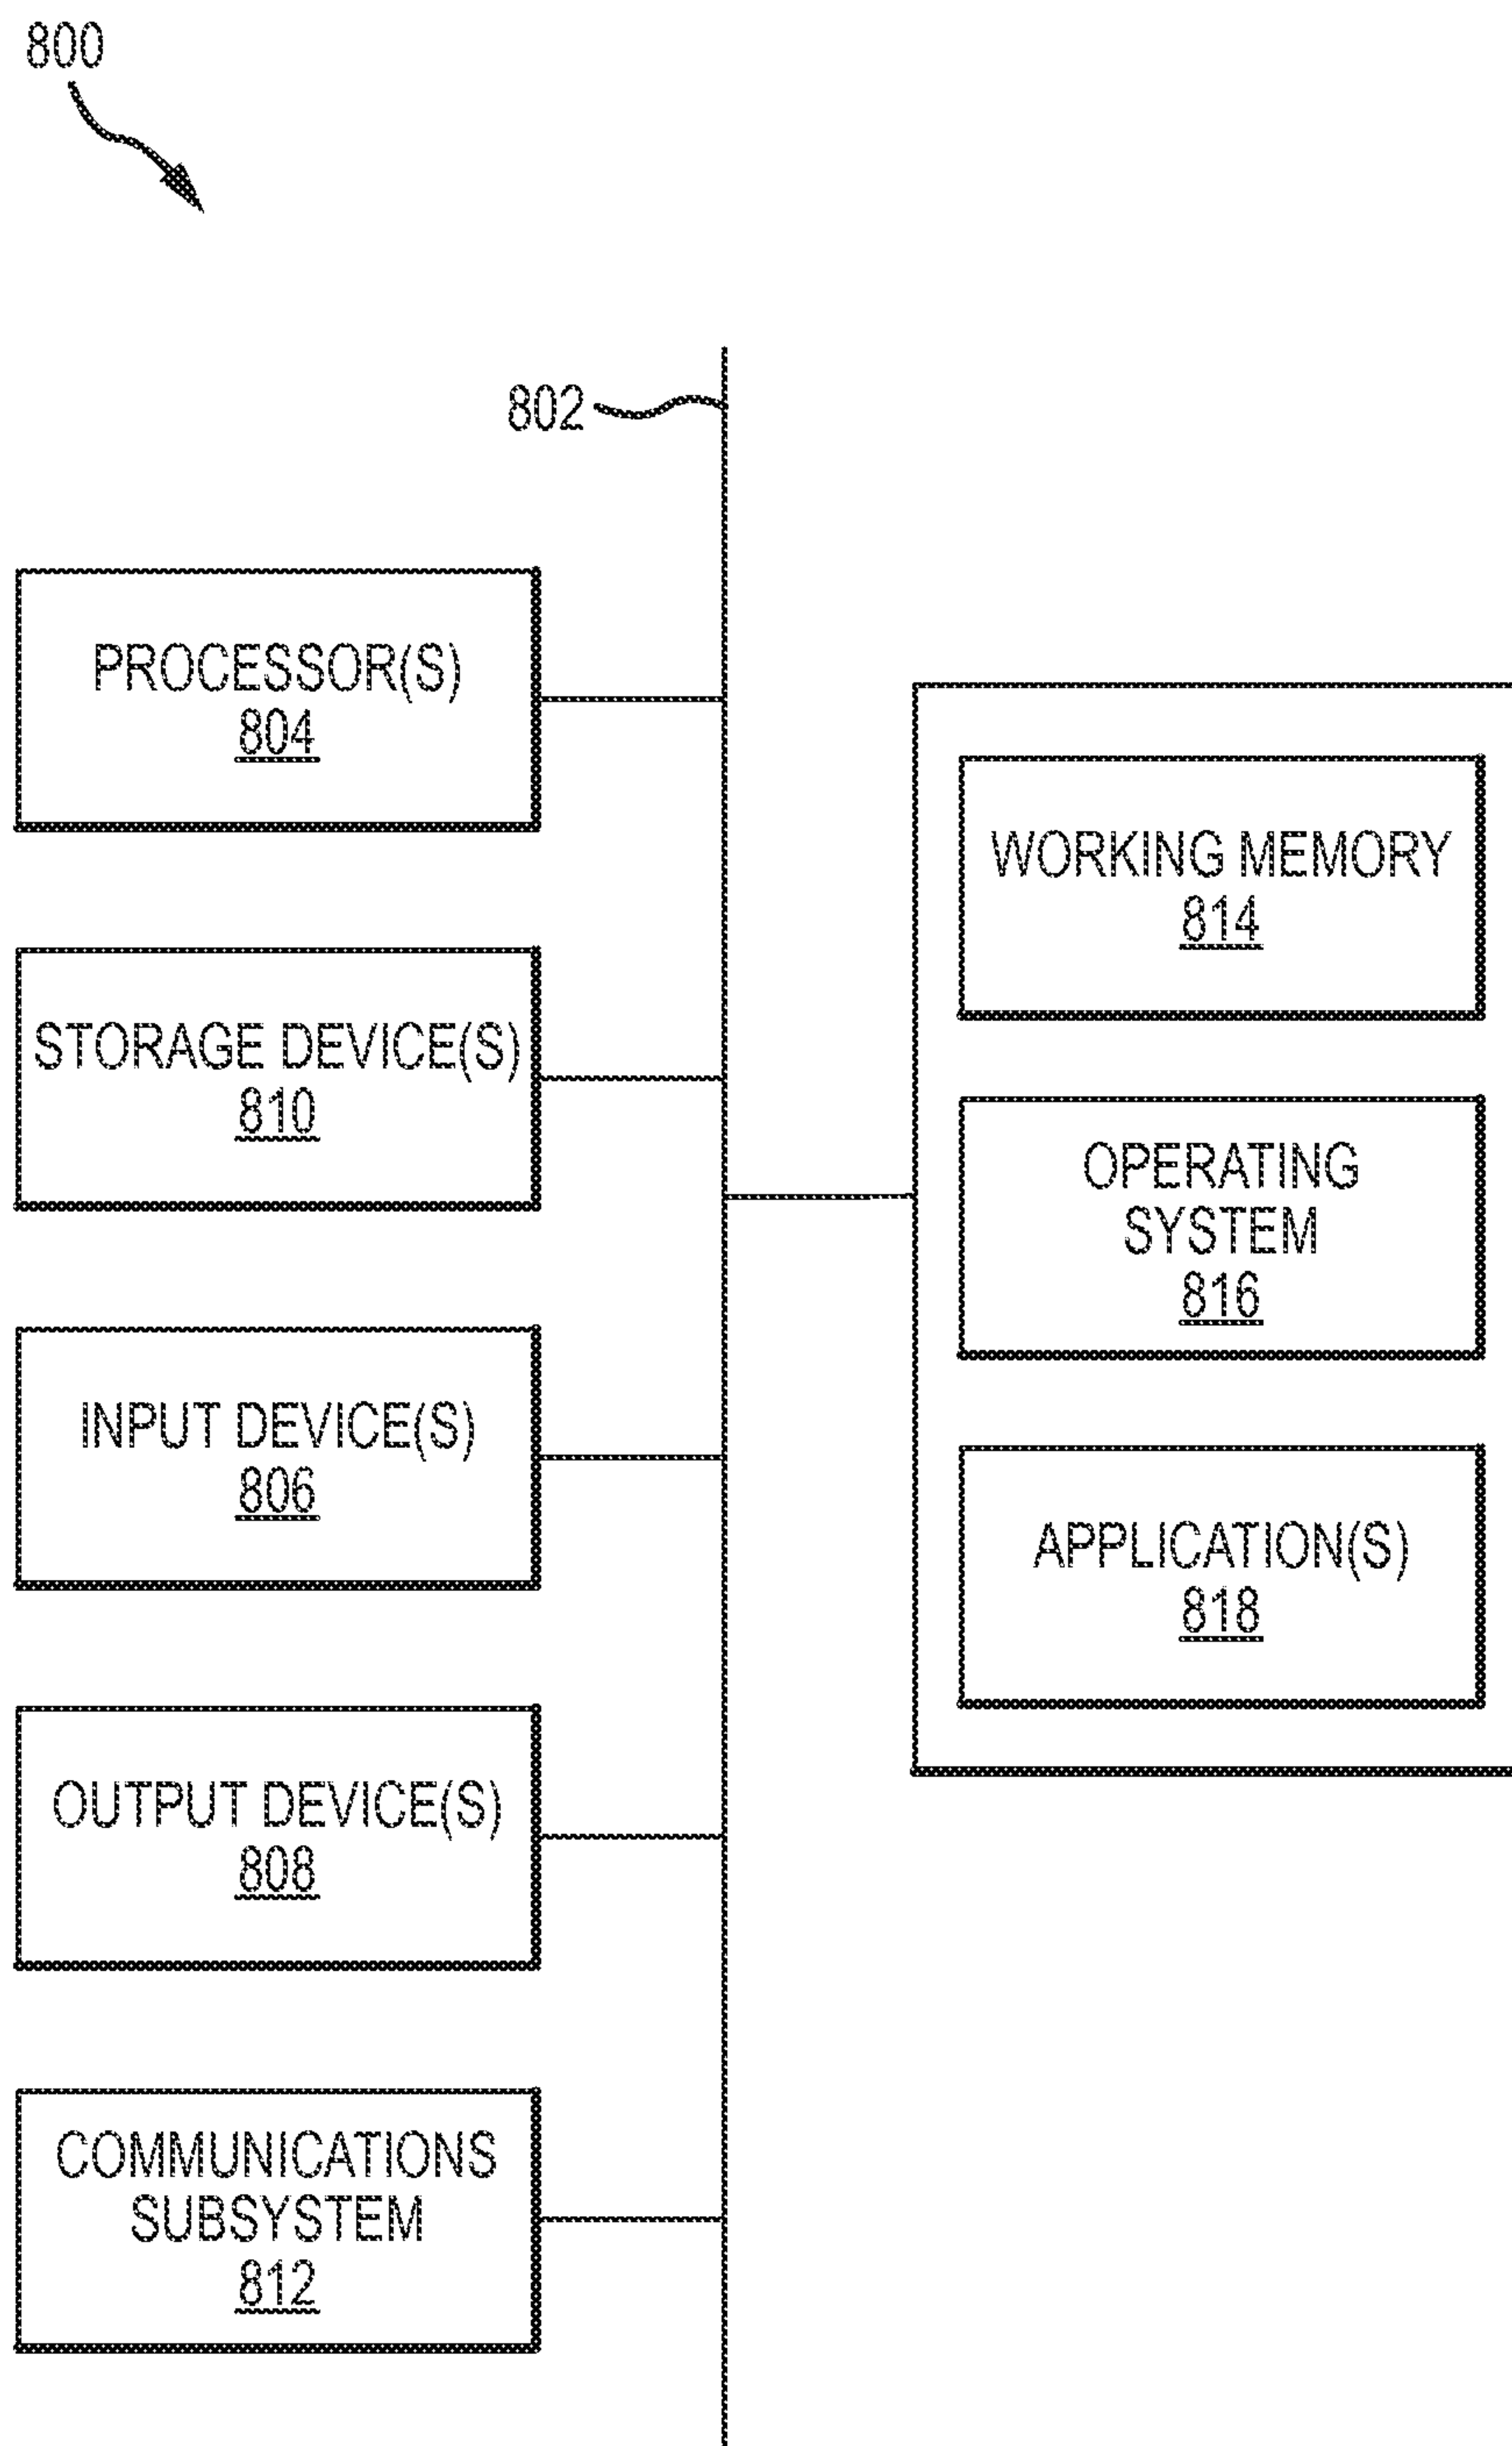 800
802
PROCESSOR(S)
804
STORAGE DEVICE(S)
810
INPUT DEVICE(S)
806
OUTPUT DEVICE(S)
808
COMMUNICATIONS
SUBSYSTEM
812
WORKING MEMORY
814
OPERATING
SYSTEM
816
APPLICATION(S)
818